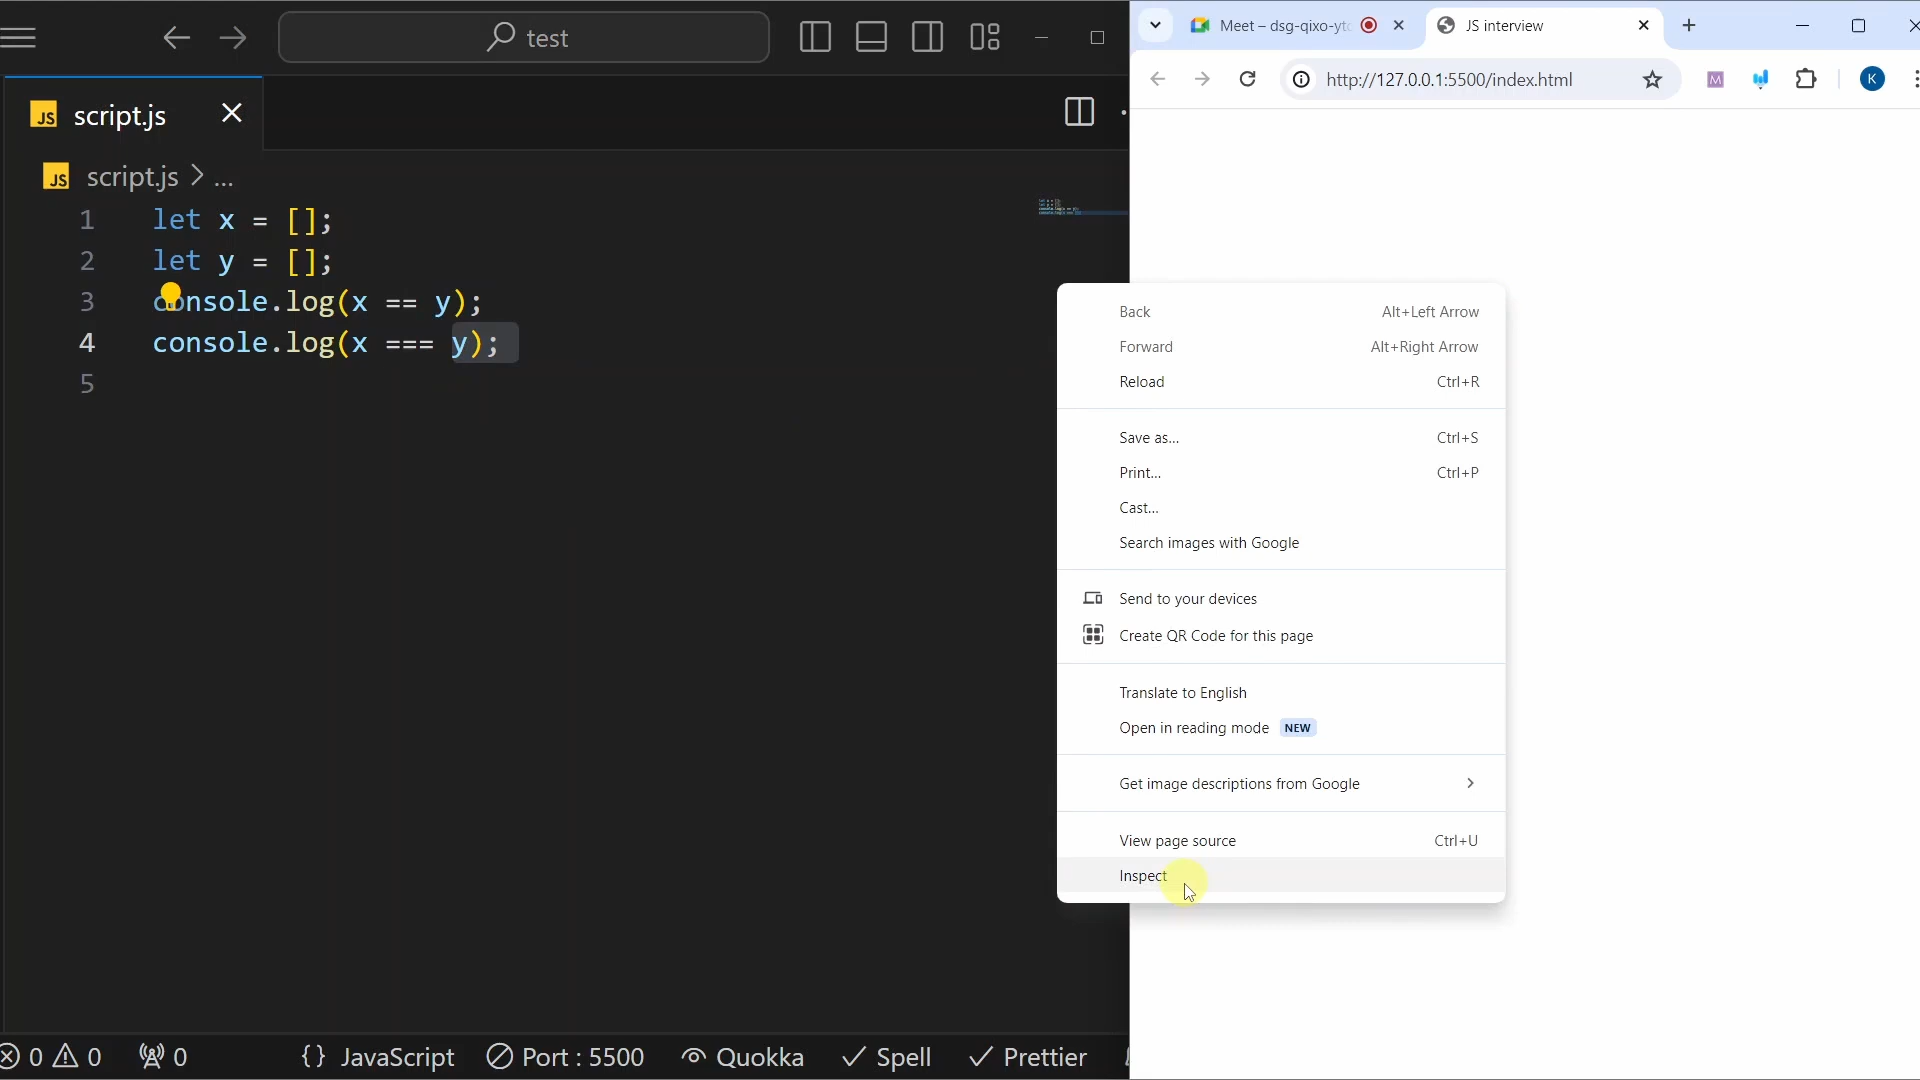 test
JS script.js
JS script.js > ...
1 let x = [];
2 let y = [];
3 console.log(x == y);
4 console.log(x === y);
5
0 0 0 {} JavaScript Port : 5500 Quokka Spell Prettier
Meet – dsg-qixo-ytc
JS interview
http://127.0.0.1:5500/index.html
M
K
Back Alt+Left Arrow
Forward Alt+Right Arrow
Reload Ctrl+R
Save as... Ctrl+S
Print... Ctrl+P
Cast...
Search images with Google
Send to your devices
Create QR Code for this page
Translate to English
Open in reading mode NEW
Get image descriptions from Google
View page source Ctrl+U
Inspect